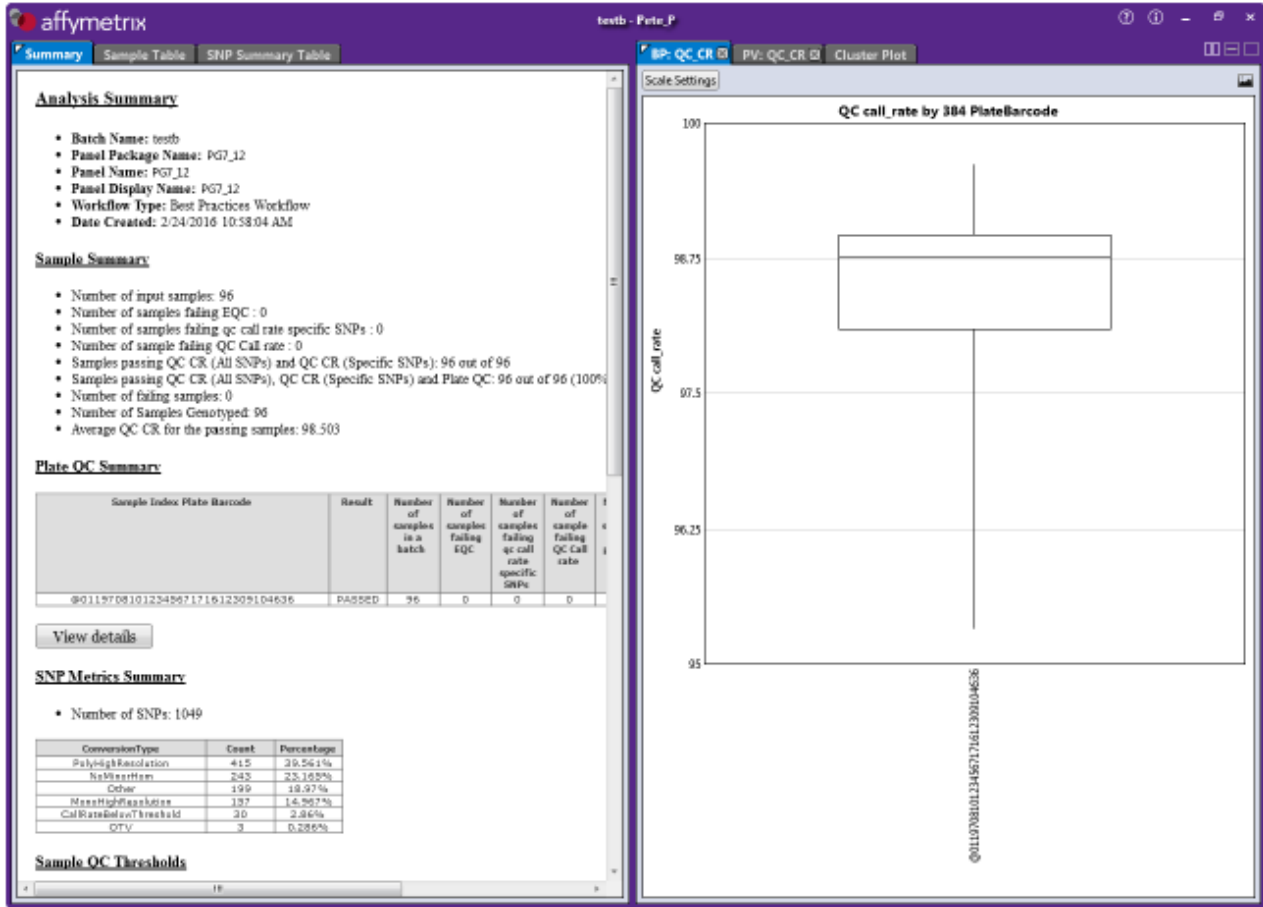 affymetrix
testb - Pete_P
Summary Sample Table SNP Summary Table
Analysis Summary
• Batch Name: testb
• Panel Package Name: PG7_12
• Panel Name: PG7_12
• Panel Display Name: PG7_12
• Workflow Type: Best Practices Workflow
• Date Created: 2/24/2016 10:58:04 AM
Sample Summary
• Number of input samples: 96
• Number of samples failing EQC : 0
• Number of samples failing qc call rate specific SNPs : 0
• Number of sample failing QC Call rate : 0
• Samples passing QC CR (All SNPs) and QC CR (Specific SNPs): 96 out of 96
• Samples passing QC CR (All SNPs), QC CR (Specific SNPs) and Plate QC: 96 out of 96 (100%
• Number of failing samples: 0
• Number of Samples Genotyped: 96
• Average QC CR for the passing samples: 98.503
Plate QC Summary
Sample Index Plate Barcode Result Number of samples in a batch Number of samples failing EQC Number of samples failing qc call rate specific SNPs Number of sample failing QC Call rate
@0119708101234567171612309104636 PASSED 96 0 0 0
View details
SNP Metrics Summary
• Number of SNPs: 1049
ConversionType Count Percentage
PolyHighResolution 415 39.561%
NoMinorHom 243 23.165%
Other 199 18.97%
MonoHighResolution 157 14.967%
CallRateBelowThreshold 30 2.86%
OTV 3 0.286%
Sample QC Thresholds
BP: QC_CR PV: QC_CR Cluster Plot
Scale Settings
QC call_rate by 384 PlateBarcode
100
98.75
97.5
96.25
95
QC call_rate
@0119708101234567171612309104636